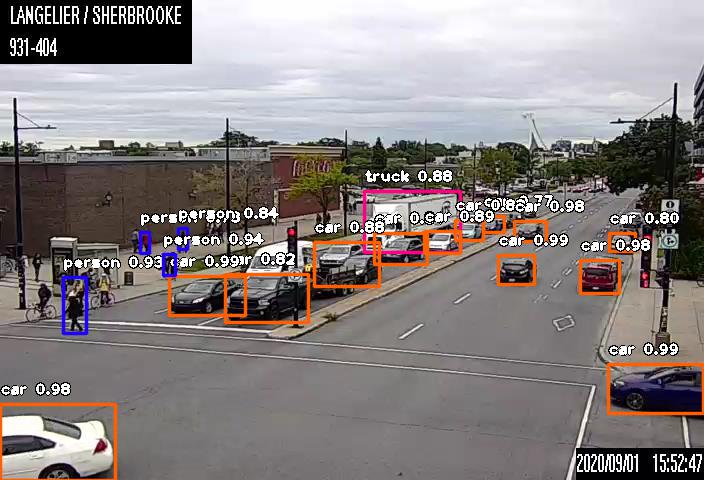 LANGELIER / SHERBROOKE
931-404
truck 0.88
person 0.84
car 0.88
car 0.89
car 0.98
car 0.80
person 0.94
car 0.99
car 0.98
person 0.93
car 0.99
car 0.82
car 0.99
car 0.98
2020/09/01 15:52:47